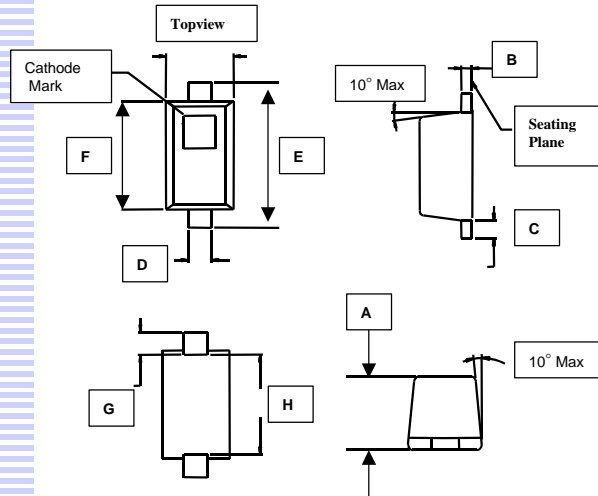 Topview
Cathode
Mark
F
E
D
B
10° Max
Seating
Plane
C
G
H
A
10° Max